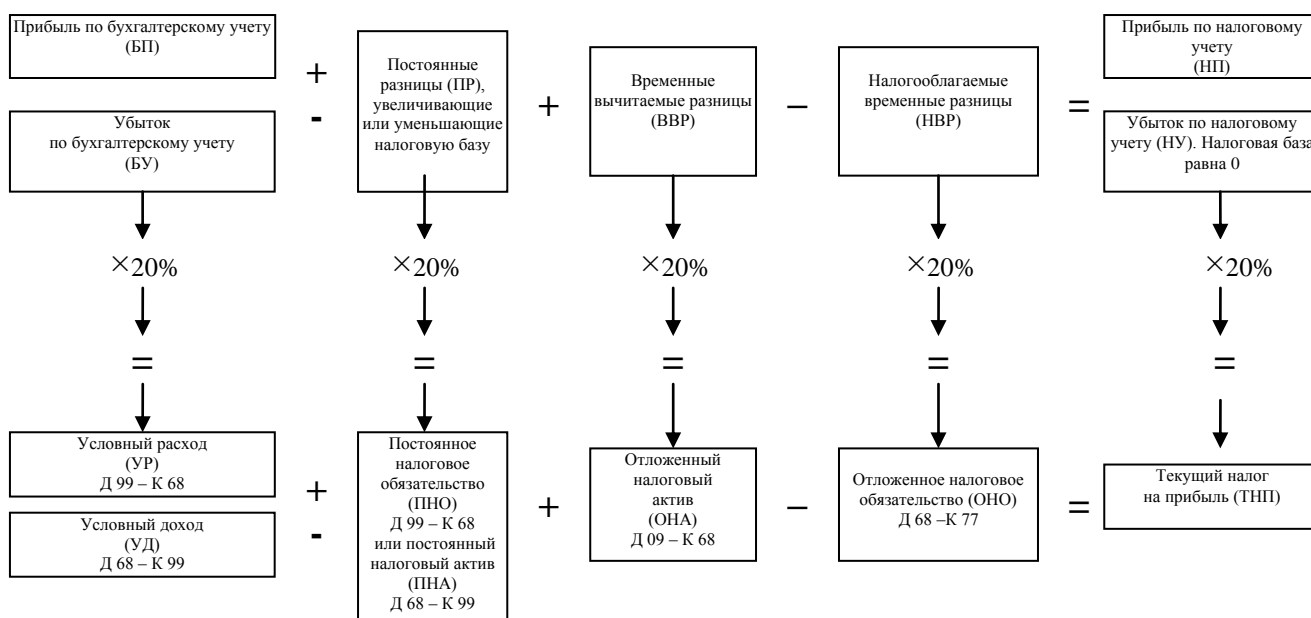 Прибыль по бухгалтерскому учету
(БП)
Убыток
по бухгалтерскому учету
(БУ)
+
-
Постоянные
разницы (ПР),
увеличивающие
или уменьшающие
налоговую базу
+
Временные
вычитаемые разницы
(ВВР)
–
Налогооблагаемые
временные разницы
(НВР)
=
Прибыль по налоговому
учету
(НП)
Убыток по налоговому
учету (НУ). Налоговая база
равна 0
×20%
×20%
×20%
×20%
×20%
=
=
=
=
=
Условный расход
(УР)
Д 99 – К 68
Условный доход
(УД)
Д 68 – К 99
+
-
Постоянное
налоговое
обязательство
(ПНО)
Д 99 – К 68
или постоянный
налоговый актив
(ПНА)
Д 68 – К 99
+
Отложенный
налоговый
актив
(ОНА)
Д 09 – К 68
–
Отложенное налоговое
обязательство (ОНО)
Д 68 –К 77
=
Текущий налог
на прибыль (ТНП)